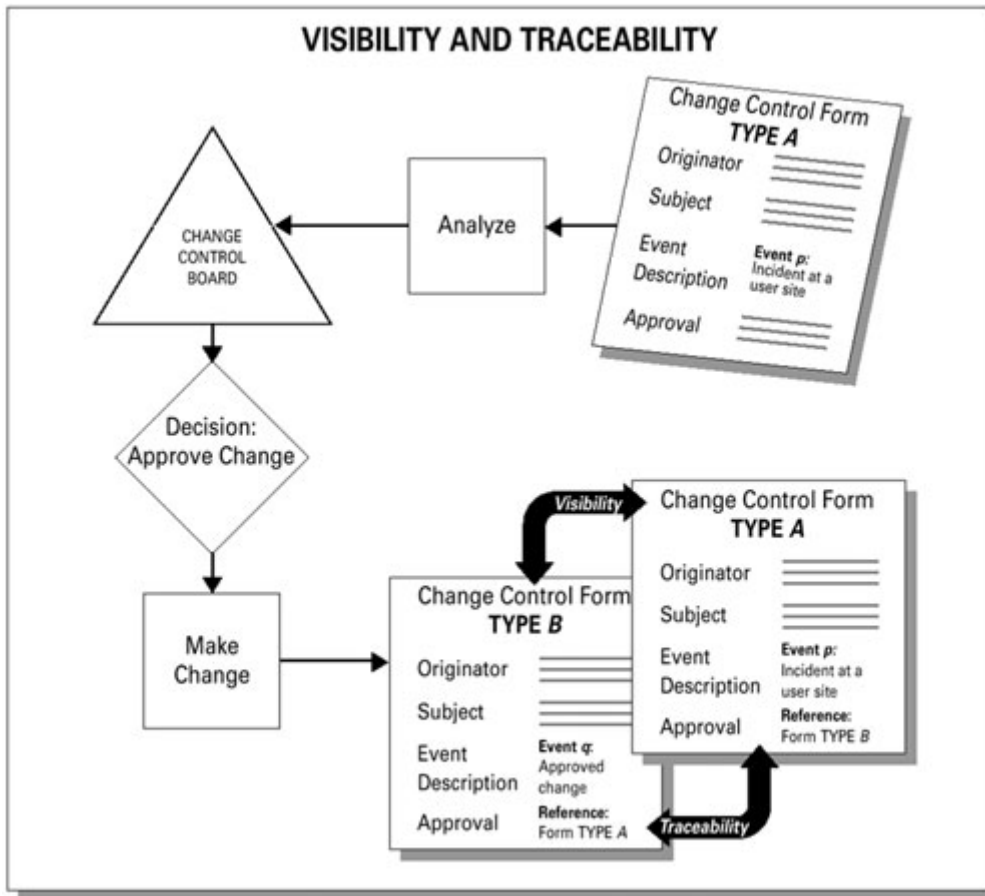 VISIBILITY AND TRACEABILITY
Change Control Form
TYPE A
Originator
Subject
Event
Description
Event p:
Incident at a
user site
Approval
Analyze
CHANGE
CONTROL
BOARD
Decision:
Approve Change
Make
Change
Visibility
Change Control Form
TYPE B
Originator
Subject
Event
Description
Event q:
Approved
change
Approval
Reference:
Form TYPE A
Change Control Form
TYPE A
Originator
Subject
Event
Description
Event p:
Incident at a
user site
Approval
Reference:
Form TYPE B
Traceability